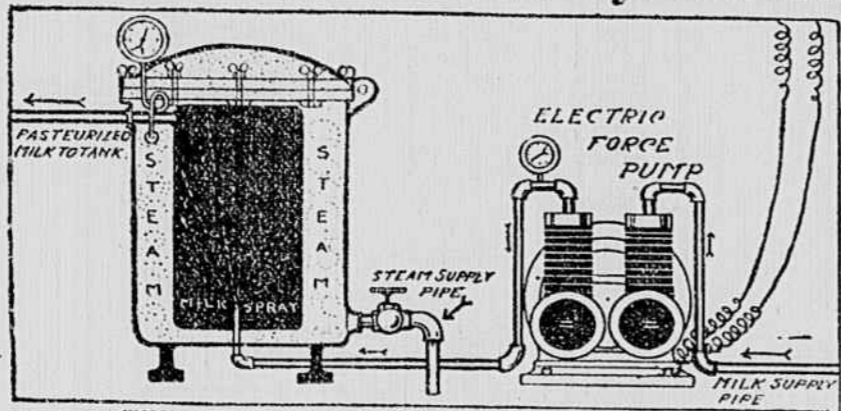 ELECTRIC
FORCE
PUMP
PASTEURIZED
MILK TO TANK.
STEAM
STEAM
STEAM SUPPLY
PIPE
MILK SPRAY
MILK SUPPLY
PIPE